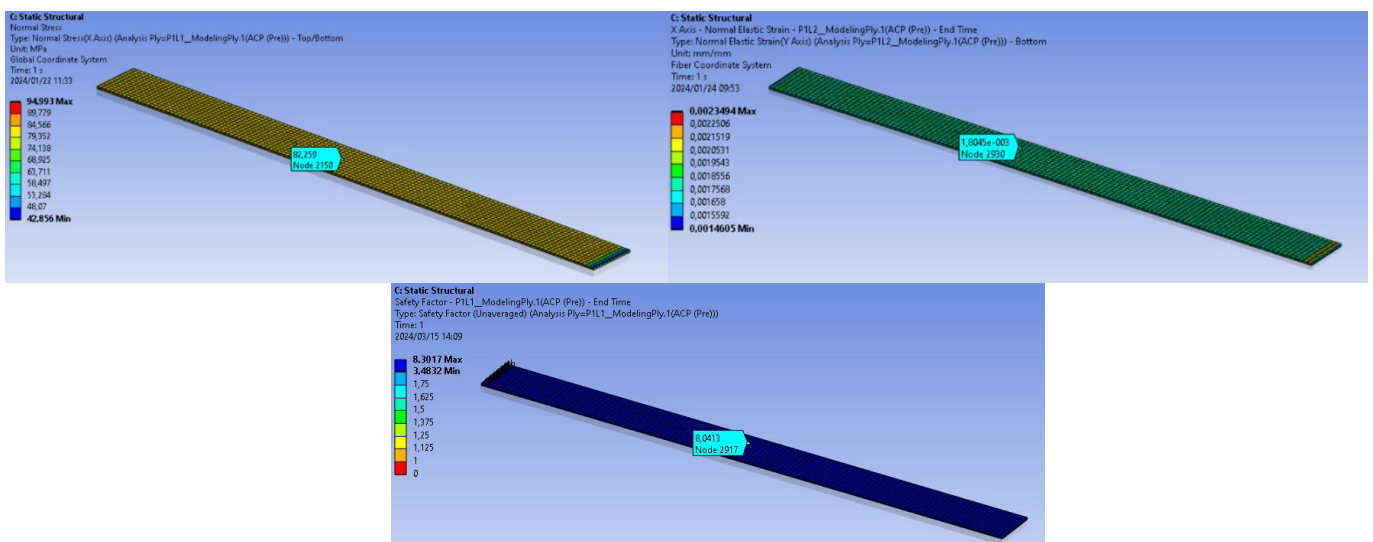 C: Static Structural
Normal Stress
Type: Normal Stress(X Axis) (Analysis Ply=P1L1_ModelingPly.1(ACP (Pre))) - Top/Bottom
Unit: MPa
Global Coordinate System
Time: 1 s
2024/01/22 11:33
94,993 Max
89,779
84,566
79,352
74,138
68,925
63,711
58,497
53,284
48,07
42,856 Min
82,259
Node 2150
C: Static Structural
X Axis - Normal Elastic Strain - P1L2__ModelingPly.1(ACP (Pre)) - End Time
Type: Normal Elastic Strain(Y Axis) (Analysis Ply=P1L2__ModelingPly.1(ACP (Pre))) - Bottom
Unit: mm/mm
Fiber Coordinate System
Time: 1 s
2024/01/24 09:53
0,0023494 Max
0,0022506
0,0021519
0,0020531
0,0019543
0,0018556
0,0017568
0,001658
0,0015592
0,0014605 Min
1,8045e-003
Node 2930
C: Static Structural
Safety Factor - P1L1__ModelingPly.1(ACP (Pre)) - End Time
Type: Safety Factor (Unaveraged) (Analysis Ply=P1L1__ModelingPly.1(ACP (Pre)))
Time: 1
2024/03/15 14:09
8,3017 Max
3,4832 Min
1,75
1,625
1,5
1,375
1,25
1,125
1
0
8,0413
Node 2917